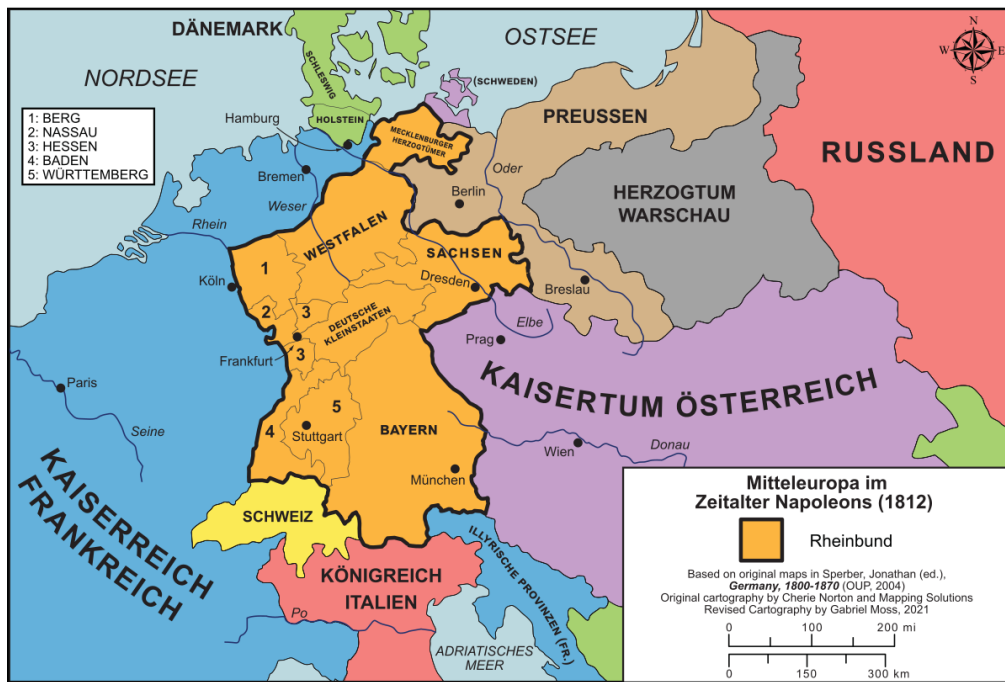 DÄNEMARK
OSTSEE
NORDSEE
SCHLESWIG
HOLSTEIN
(SCHWEDEN)
N
W
E
S
1: BERG
2: NASSAU
3: HESSEN
4: BADEN
5: WÜRTTEMBERG
Hamburg
MECKLENBURGER
HERZOGTÜMER
PREUSSEN
RUSSLAND
Bremen
Oder
Berlin
HERZOGTUM
WARSCHAU
Rhein
Weser
WESTFALEN
SACHSEN
1
Köln
Dresden
Breslau
2
3
DEUTSCHE
KLEINSTAATEN
Elbe
Prag
Frankfurt
3
Paris
KAISERTUM ÖSTERREICH
5
Seine
4
Stuttgart
BAYERN
Wien
Donau
München
KAISERREICH
FRANKREICH
SCHWEIZ
ILLYRISCHE PROVINZEN (FR.)
KÖNIGREICH
ITALIEN
Po
ADRIATISCHES
MEER
Mitteleuropa im
Zeitalter Napoleons (1812)
Rheinbund
Based on original maps in Sperber, Jonathan (ed.),
Germany, 1800-1870 (OUP, 2004)
Original cartography by Cherie Norton and Mapping Solutions
Revised Cartography by Gabriel Moss, 2021
0 100 200 mi
0 150 300 km